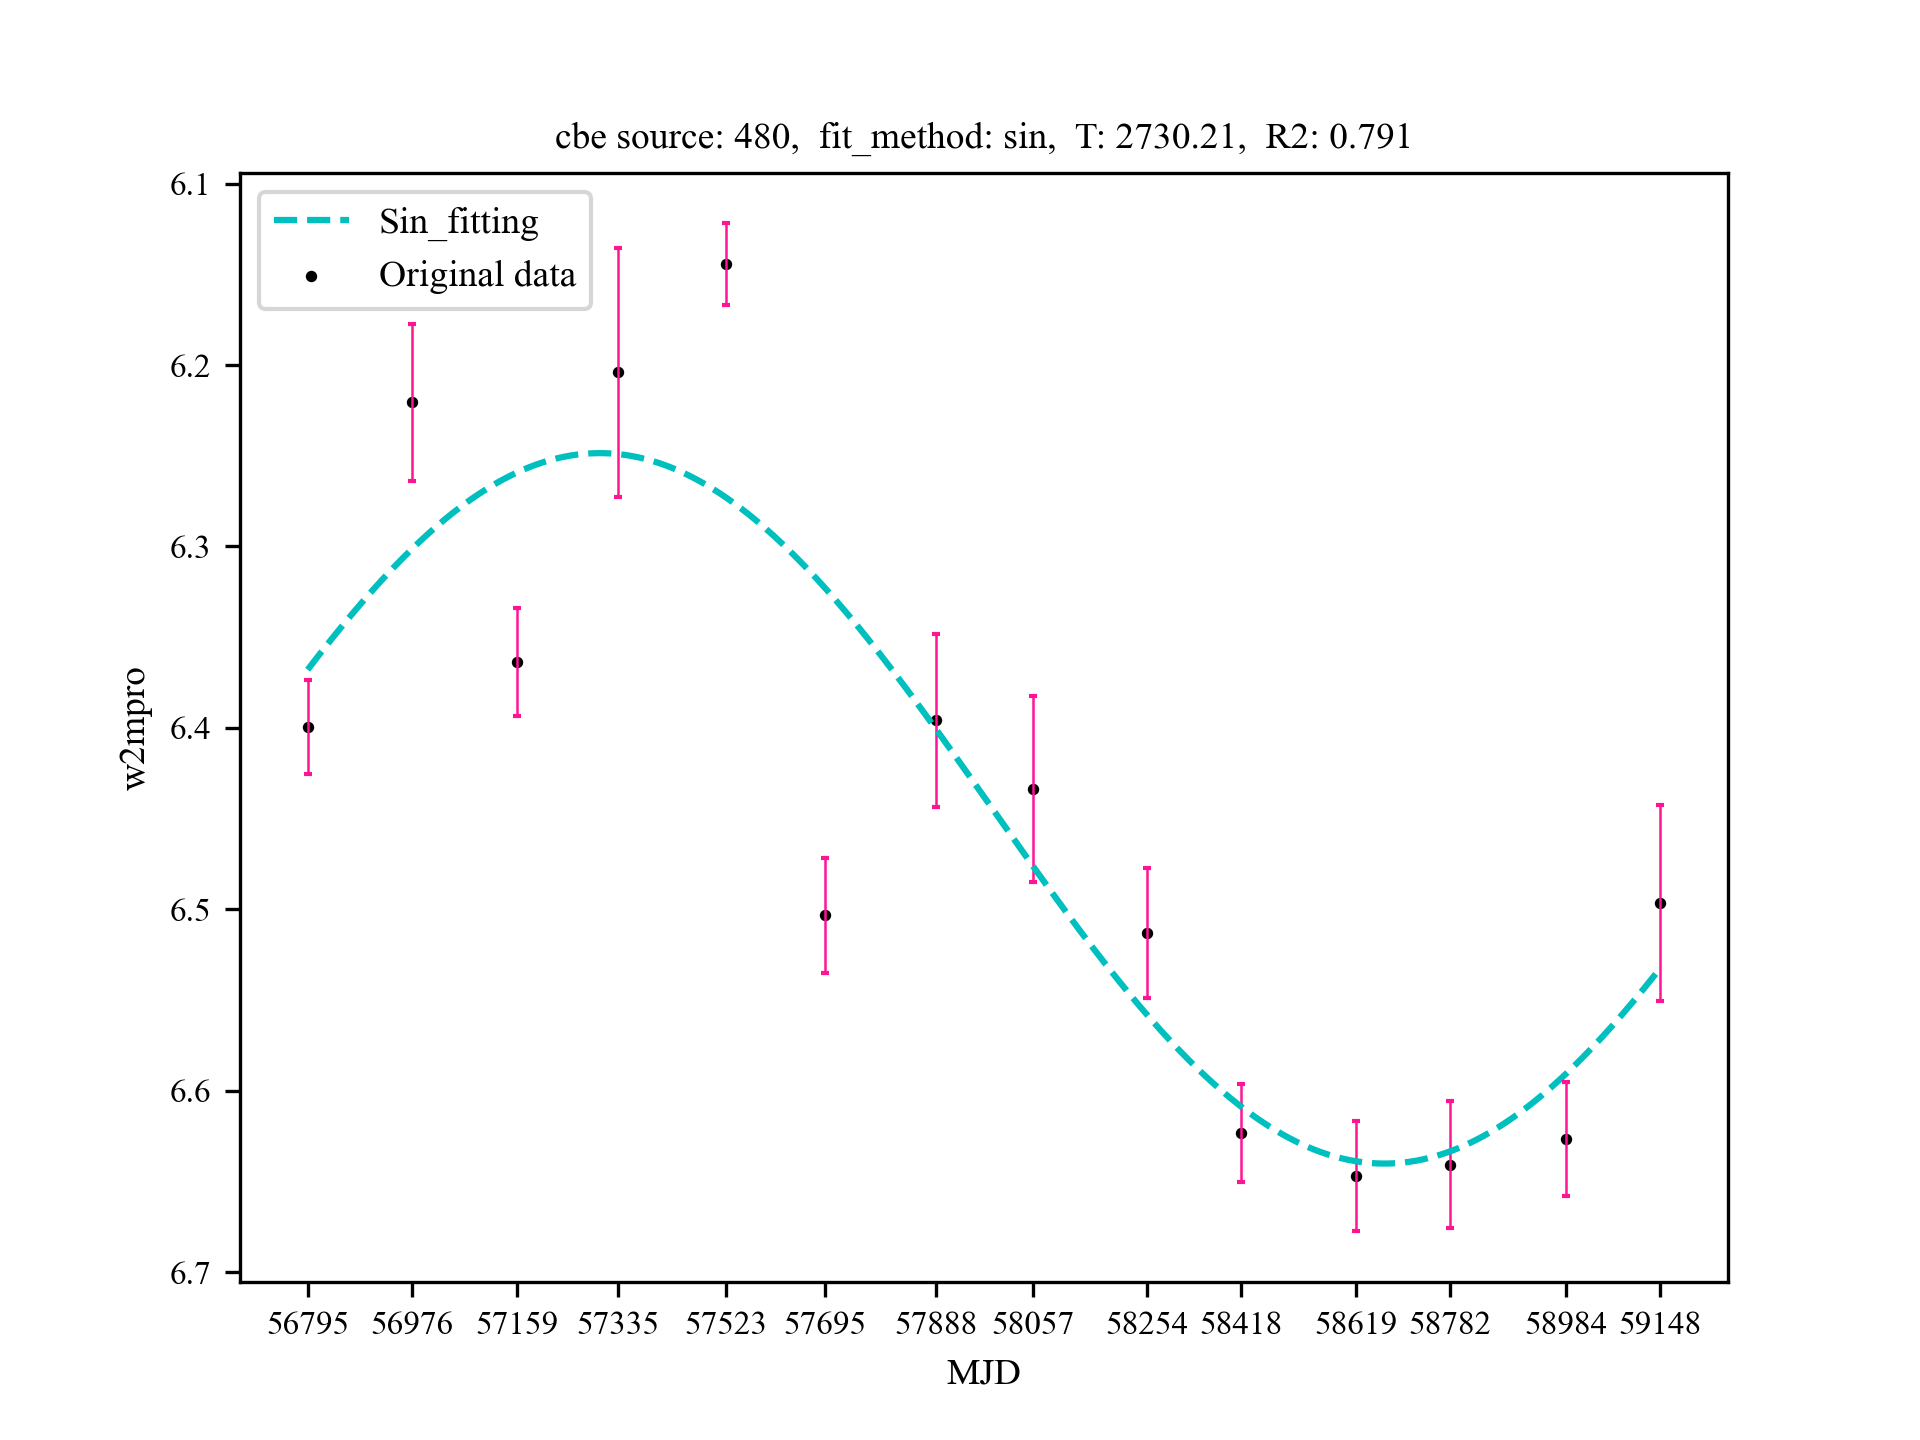 cbe source: 480,  fit_method: sin,  T: 2730.21,  R2: 0.791
Sin_fitting
Original data
6.1
6.2
6.3
6.4
6.5
6.6
6.7
w2mpro
56795 56976 57159 57335 57523 57695 57888 58057 58254 58418 58619 58782 58984 59148
MJD